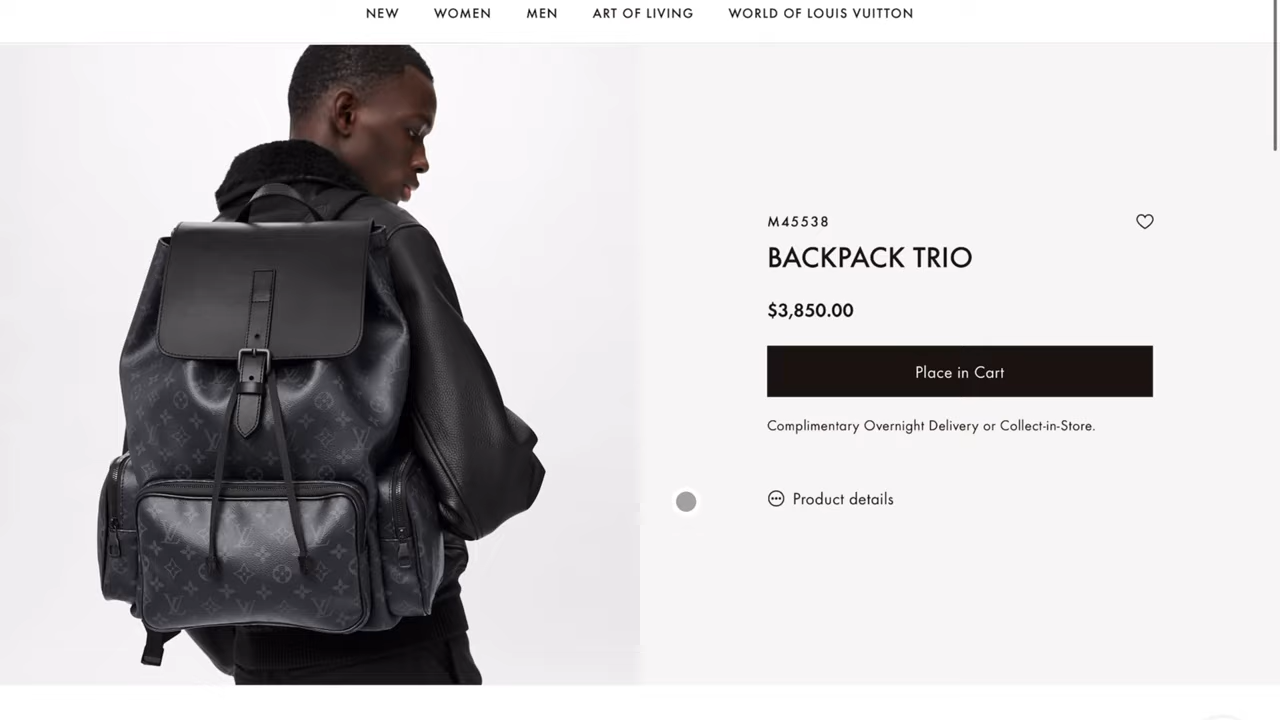 NEW WOMEN MEN ART OF LIVING WORLD OF LOUIS VUITTON
M45538
BACKPACK TRIO
$3,850.00
Place in Cart
Complimentary Overnight Delivery or Collect-in-Store.
Product details